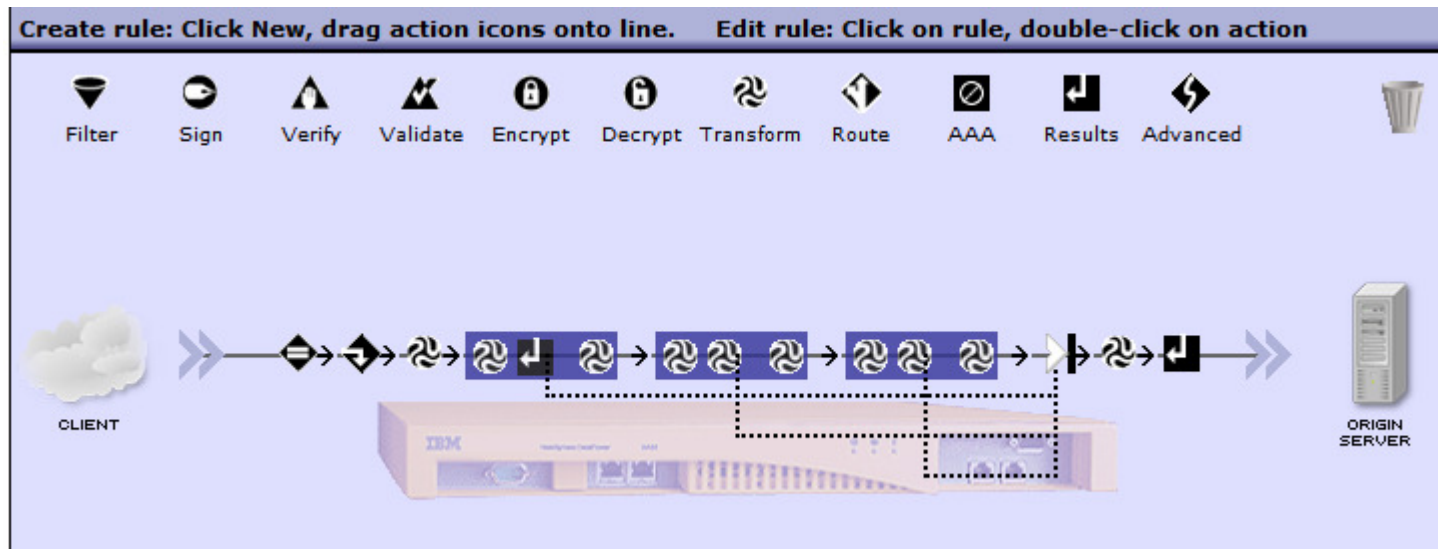 Create rule: Click New, drag action icons onto line. Edit rule: Click on rule, double-click on action
Filter Sign Verify Validate Encrypt Decrypt Transform Route AAA Results Advanced
CLIENT
ORIGIN
SERVER
IBM